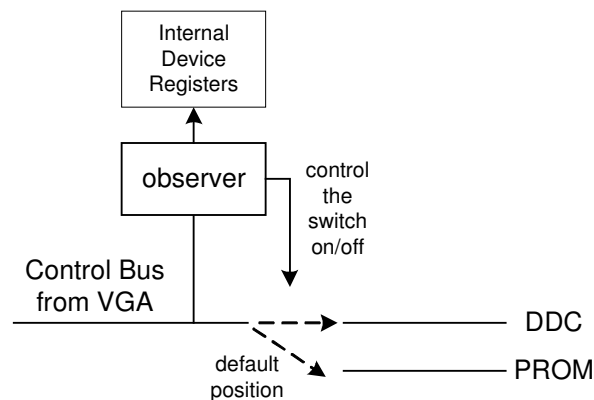 Internal
Device
Registers
observer
control
the
switch
on/off
Control Bus
from VGA
DDC
default
position
PROM